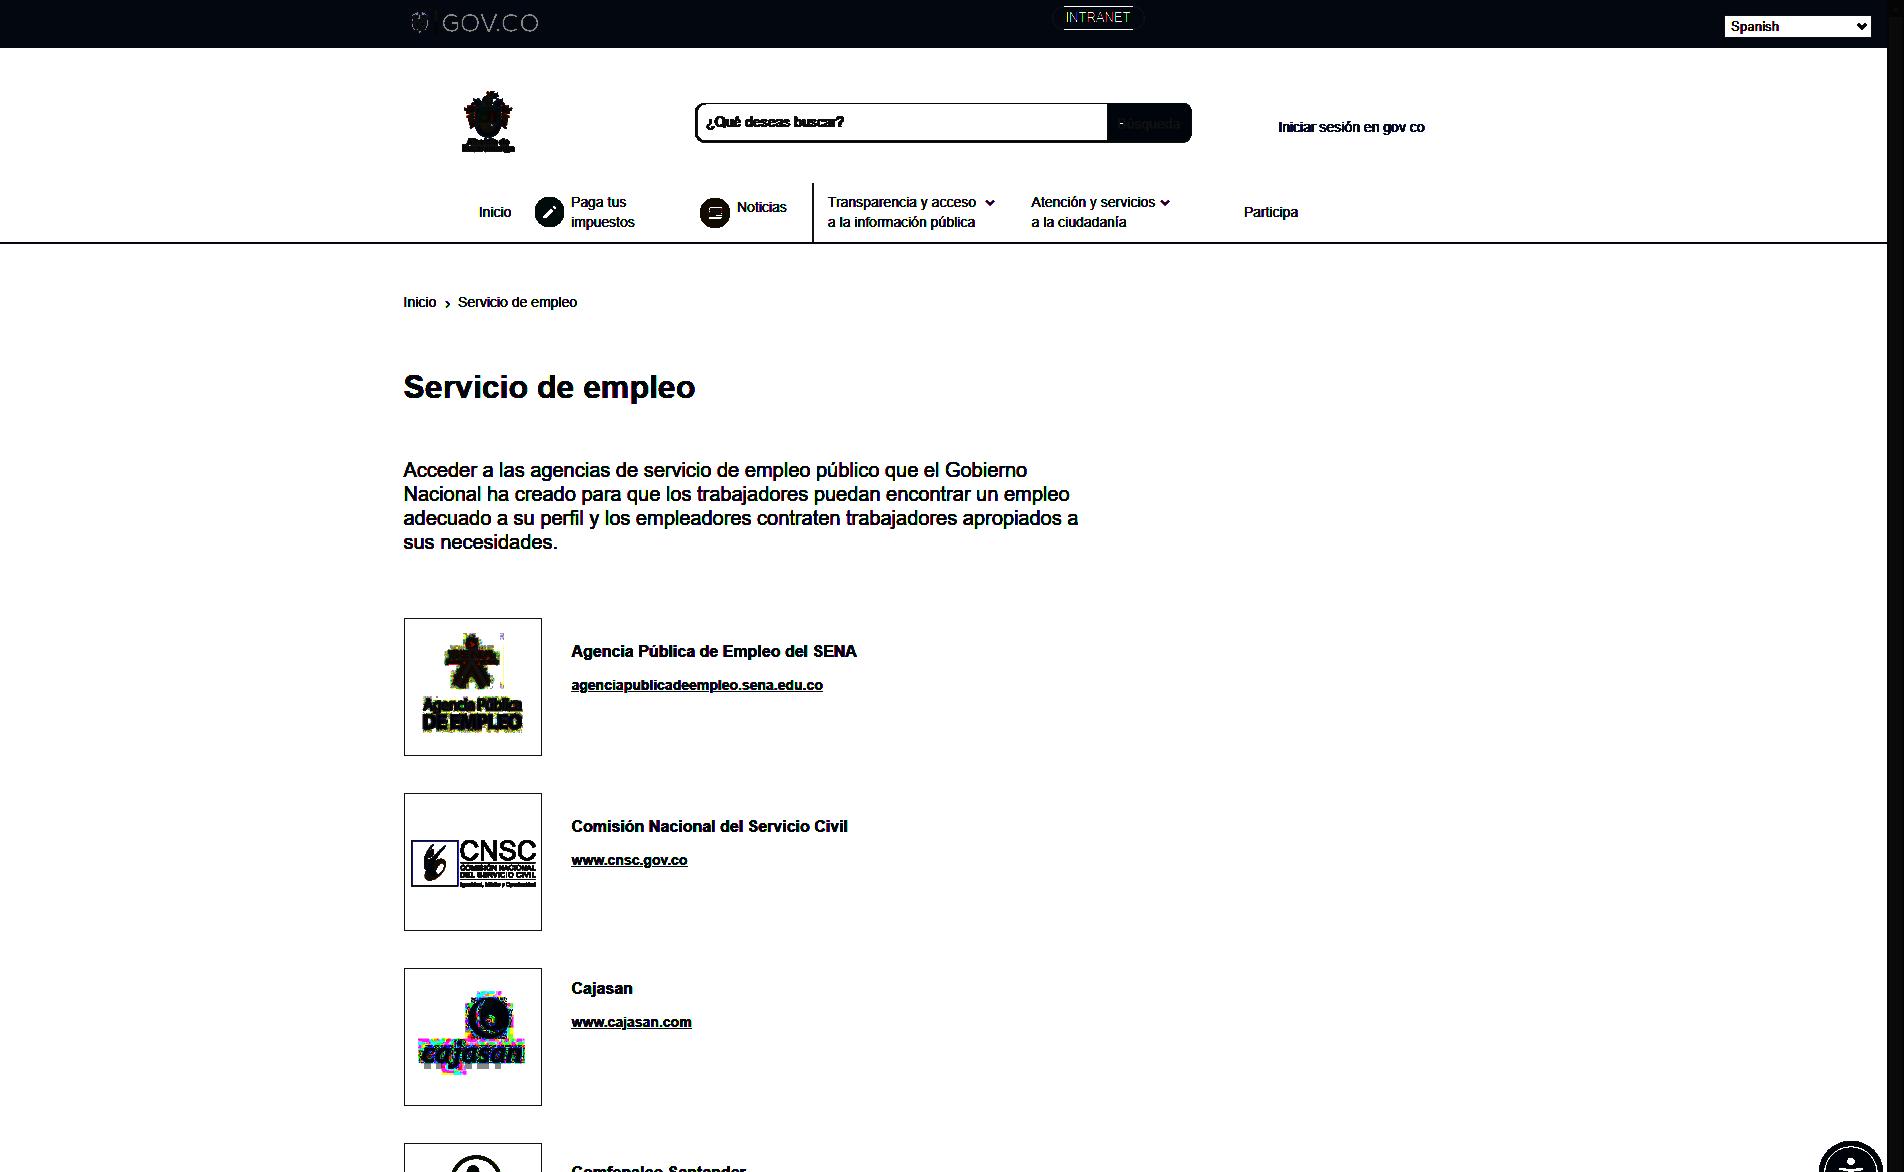 GOV.CO
INTRANET
Spanish
¿Qué deseas buscar?
Búsqueda
Iniciar sesión en gov co
Inicio
Paga tus
impuestos
Noticias
Transparencia y acceso
a la información pública
Atención y servicios
a la ciudadanía
Participa
Inicio › Servicio de empleo
Servicio de empleo
Acceder a las agencias de servicio de empleo público que el Gobierno
Nacional ha creado para que los trabajadores puedan encontrar un empleo
adecuado a su perfil y los empleadores contraten trabajadores apropiados a
sus necesidades.
Agencia Pública
DE EMPLEO
Agencia Pública de Empleo del SENA
agenciapublicadeempleo.sena.edu.co
CNSC
COMISIÓN NACIONAL
DEL SERVICIO CIVIL
Igualdad, Mérito y Oportunidad
Comisión Nacional del Servicio Civil
www.cnsc.gov.co
cajasan
Cajasan
www.cajasan.com
Comfenalco Santander